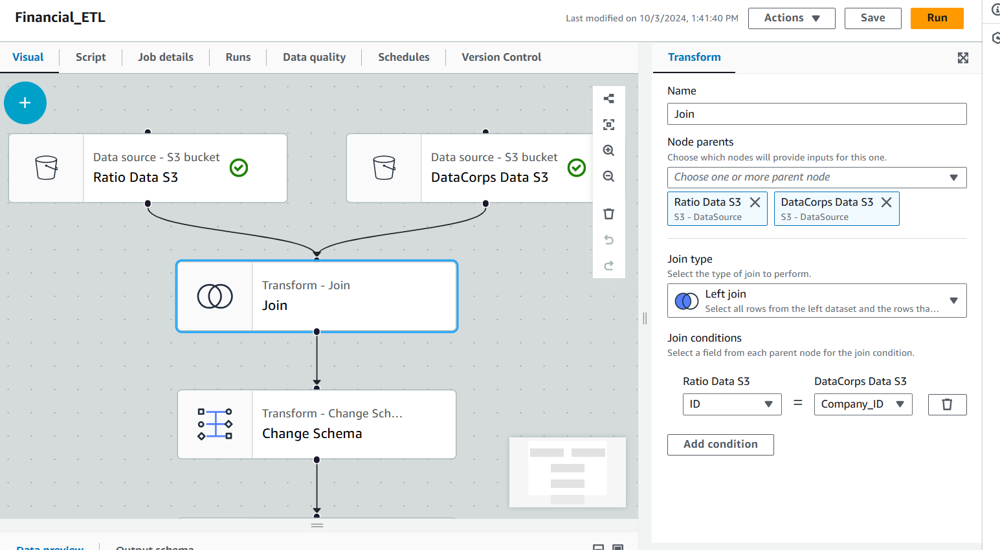 Financial_ETL
Last modified on 10/3/2024, 1:41:40 PM
Actions
Save
Run
Visual
Script
Job details
Runs
Data quality
Schedules
Version Control
Data source - S3 bucket
Ratio Data S3
Data source - S3 bucket
DataCorps Data S3
Transform - Join
Join
Transform - Change Sch...
Change Schema
Data preview
Output schema
Transform
Name
Join
Node parents
Choose which nodes will provide inputs for this one.
Choose one or more parent node
Ratio Data S3
S3 - DataSource
DataCorps Data S3
S3 - DataSource
Join type
Select the type of join to perform.
Left join
Select all rows from the left dataset and the rows tha...
Join conditions
Select a field from each parent node for the join condition.
Ratio Data S3
DataCorps Data S3
ID
=
Company_ID
Add condition